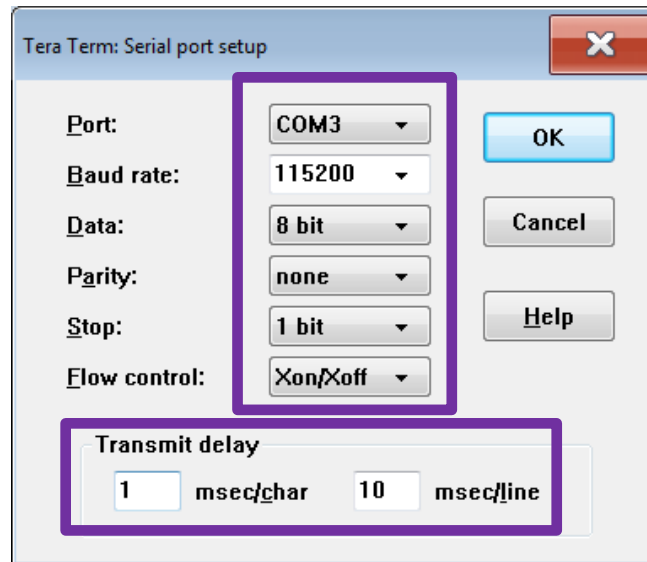 Tera Term: Serial port setup
Port: COM3
OK
Baud rate: 115200
Data: 8 bit
Cancel
Parity: none
Stop: 1 bit
Help
Flow control: Xon/Xoff
Transmit delay
1 msec/char 10 msec/line